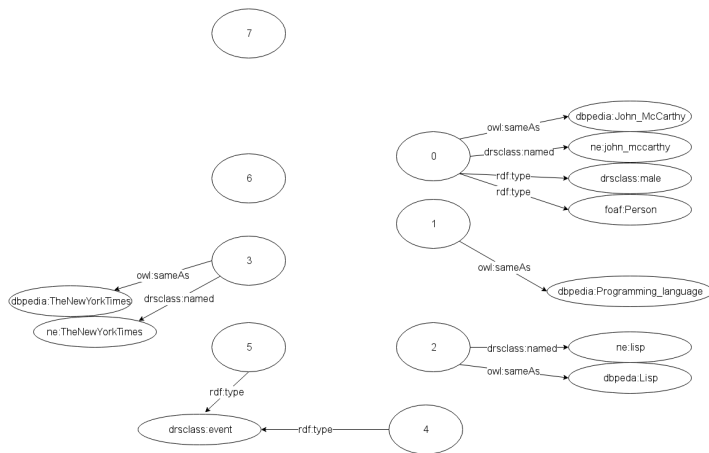 7
dbpedia:John_McCarthy
owl:sameAs
drsclass:named
ne:john_mccarthy
0
rdf:type
drsclass:male
rdf:type
foaf:Person
6
1
3
owl:sameAs
owl:sameAs
dbpedia:TheNewYorkTimes
drsclass:named
dbpedia:Programming_language
ne:TheNewYorkTimes
5
2
drsclass:named
ne:lisp
owl:sameAs
dbpeda:Lisp
rdf:type
drsclass:event
rdf:type
4